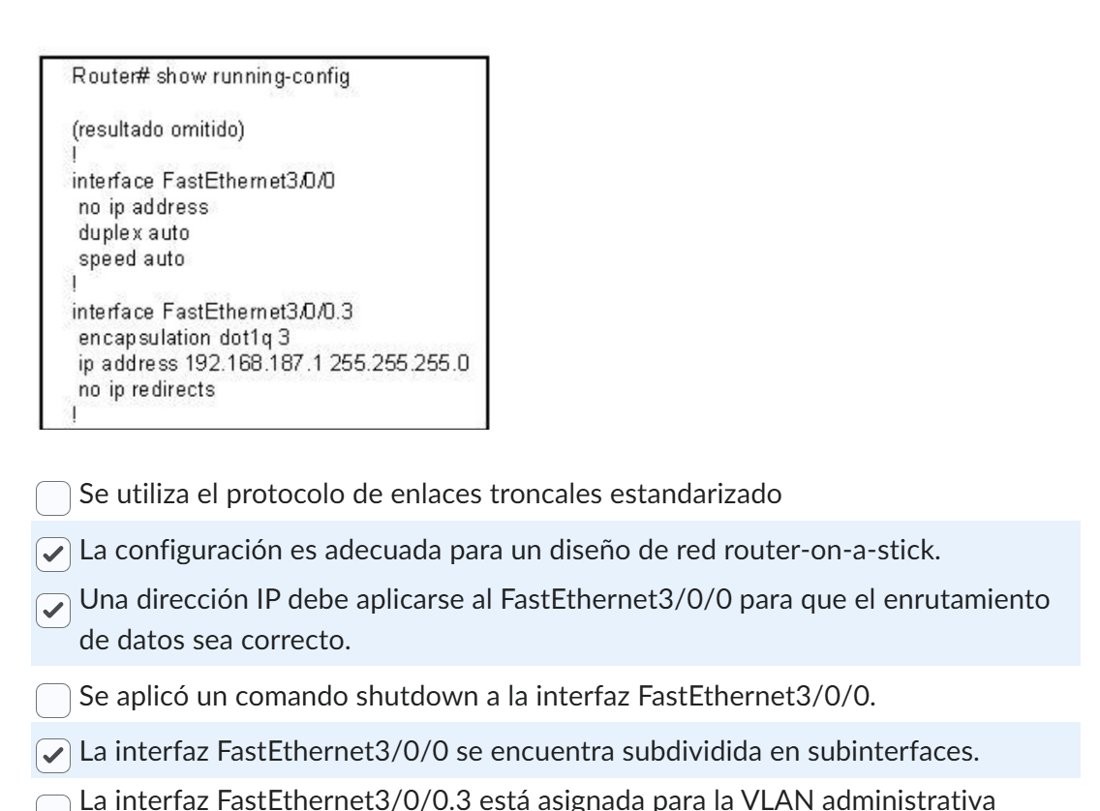 Router# show running-config
(resultado omitido)
!
interface FastEthernet3/0/0
no ip address
duplex auto
speed auto
!
interface FastEthernet3/0/0.3
encapsulation dot1q 3
ip address 192.168.187.1 255.255.255.0
no ip redirects
!
Se utiliza el protocolo de enlaces troncales estandarizado
La configuración es adecuada para un diseño de red router-on-a-stick.
Una dirección IP debe aplicarse al FastEthernet3/0/0 para que el enrutamiento
de datos sea correcto.
Se aplicó un comando shutdown a la interfaz FastEthernet3/0/0.
La interfaz FastEthernet3/0/0 se encuentra subdividida en subinterfaces.
La interfaz FastEthernet3/0/0.3 está asignada para la VLAN administrativa